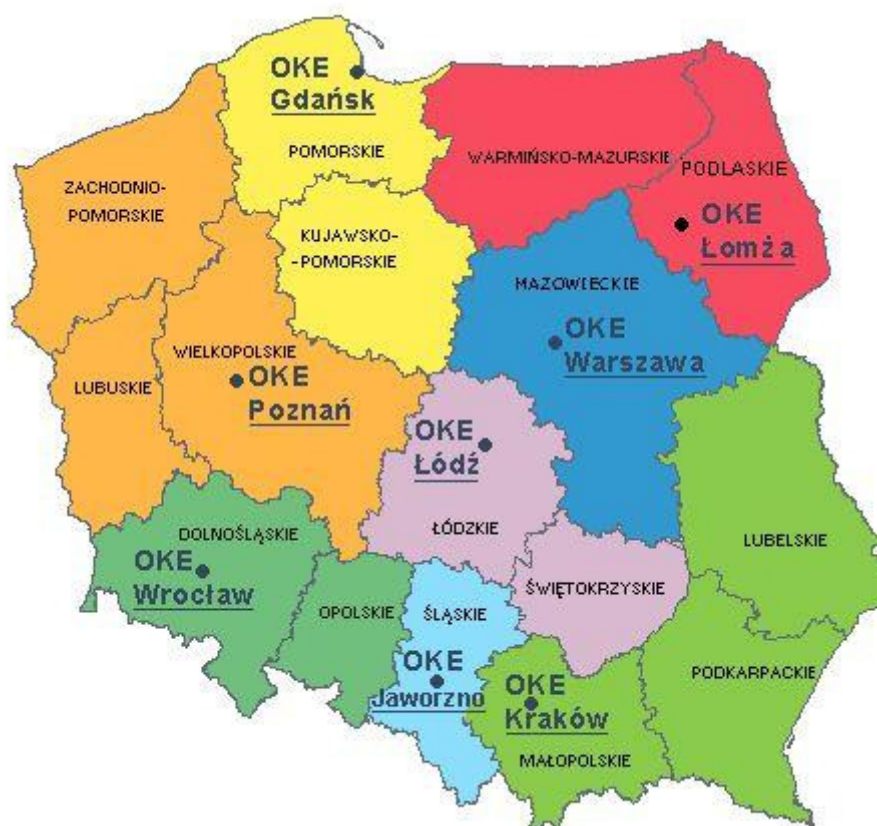 OKE
Gdańsk
POMORSKIE
WARMIŃSKO-MAZURSKIE
PODLASKIE
ZACHODNIO-
POMORSKIE
OKE
Łomża
KUJAWSKO-
-POMORSKIE
MAZOWIECKIE
OKE
Warszawa
WIELKOPOLSKIE
LUBUSKIE
OKE
Poznań
OKE
Łódź
DOLNOŚLĄSKIE
ŁÓDZKIE
LUBELSKIE
OKE
Wrocław
ŚWIĘTOKRZYSKIE
OPOLSKIE
ŚLĄSKIE
OKE
Jaworzno
PODKARPACKIE
OKE
Kraków
MAŁOPOLSKIE